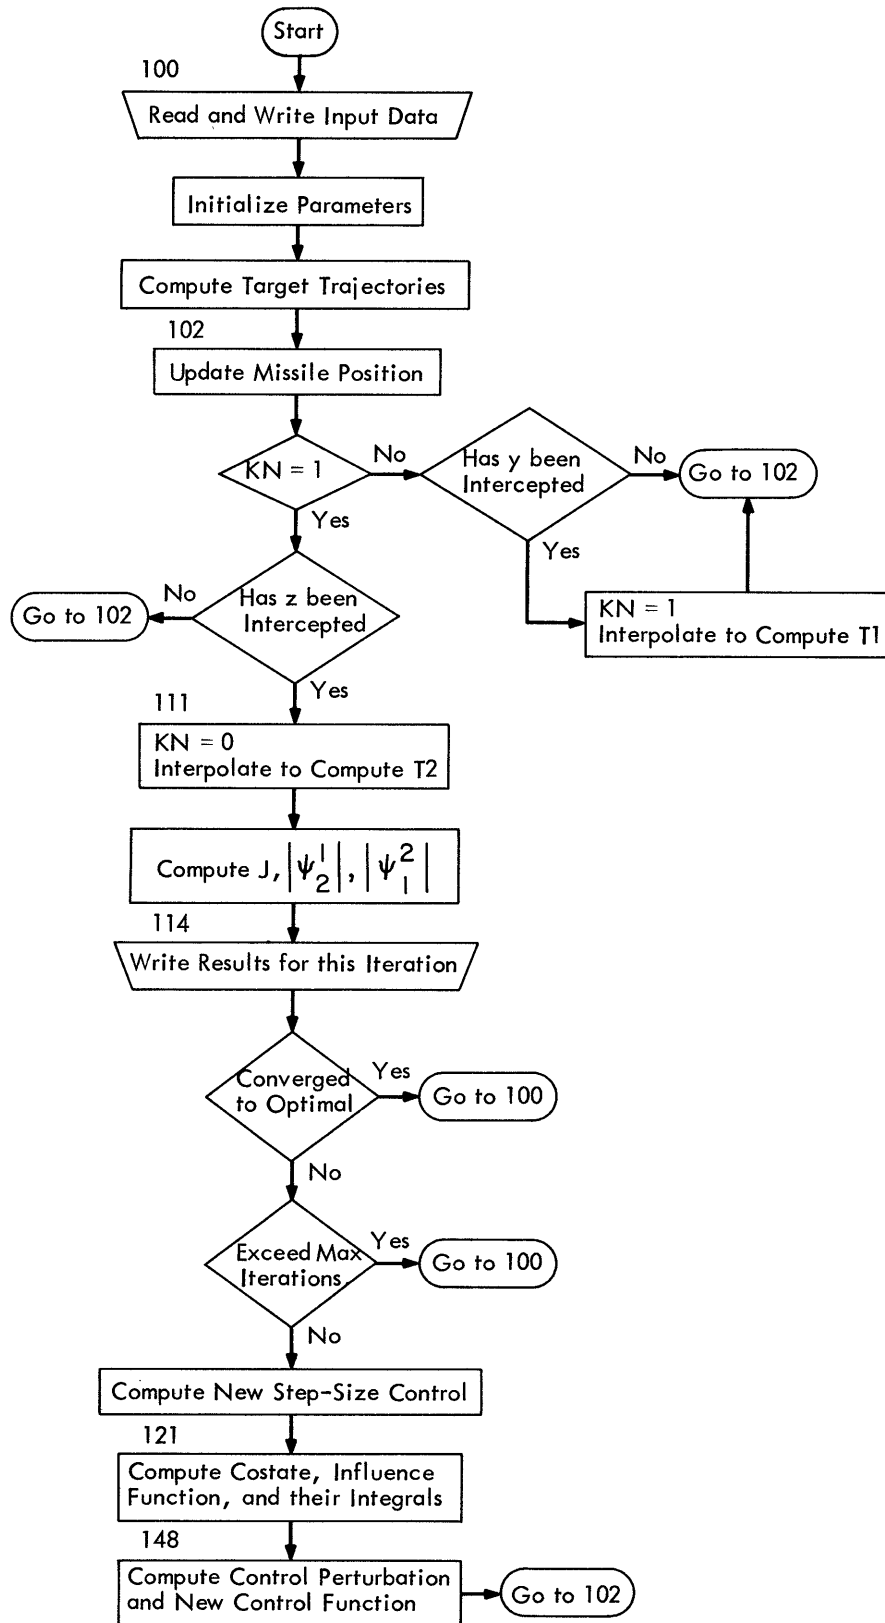 Start
100
Read and Write Input Data
Initialize Parameters
Compute Target Trajectories
102
Update Missile Position
KN = 1
No
Has y been
Intercepted
No
Go to 102
Yes
Yes
KN = 1
Interpolate to Compute T1
Has z been
Intercepted
No
Go to 102
Yes
111
KN = 0
Interpolate to Compute T2
Compute J, |ψ₂¹|, |ψ₁²|
114
Write Results for this Iteration
Converged
to Optimal
Yes
Go to 100
No
Exceed Max
Iterations
Yes
Go to 100
No
Compute New Step-Size Control
121
Compute Costate, Influence
Function, and their Integrals
148
Compute Control Perturbation
and New Control Function
Go to 102